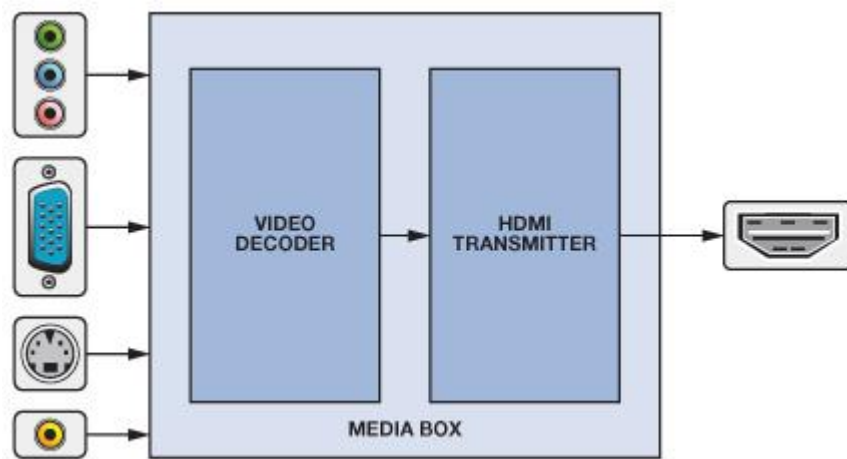 VIDEO
DECODER
HDMI
TRANSMITTER
MEDIA BOX